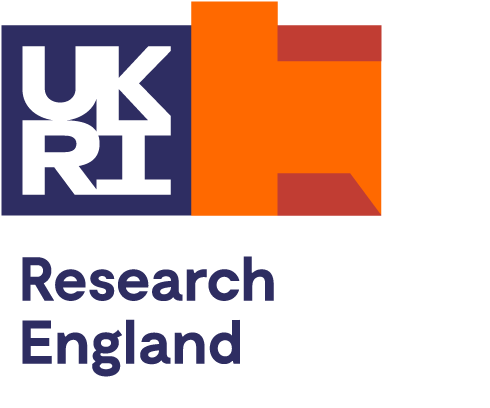 UK
RI
Research
England